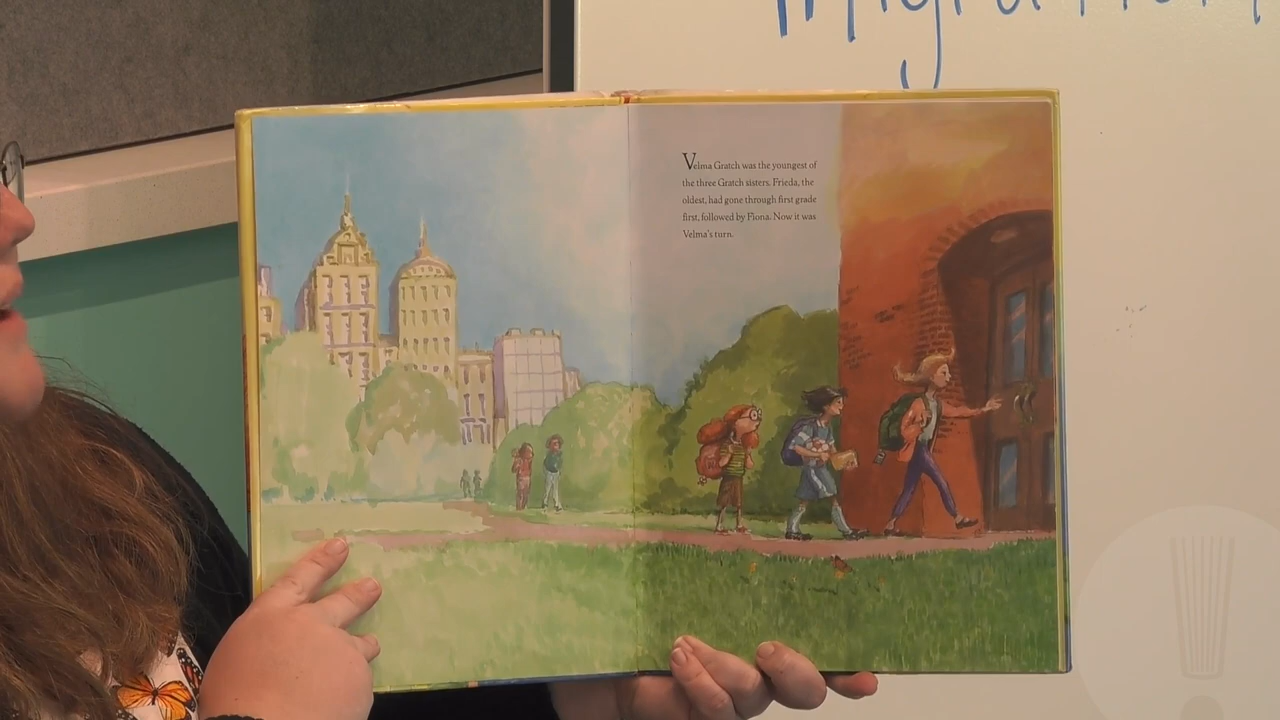 migration
Velma Gratch was the youngest of
the three Gratch sisters. Frieda, the
oldest, had gone through first grade
first, followed by Fiona. Now it was
Velma's turn.